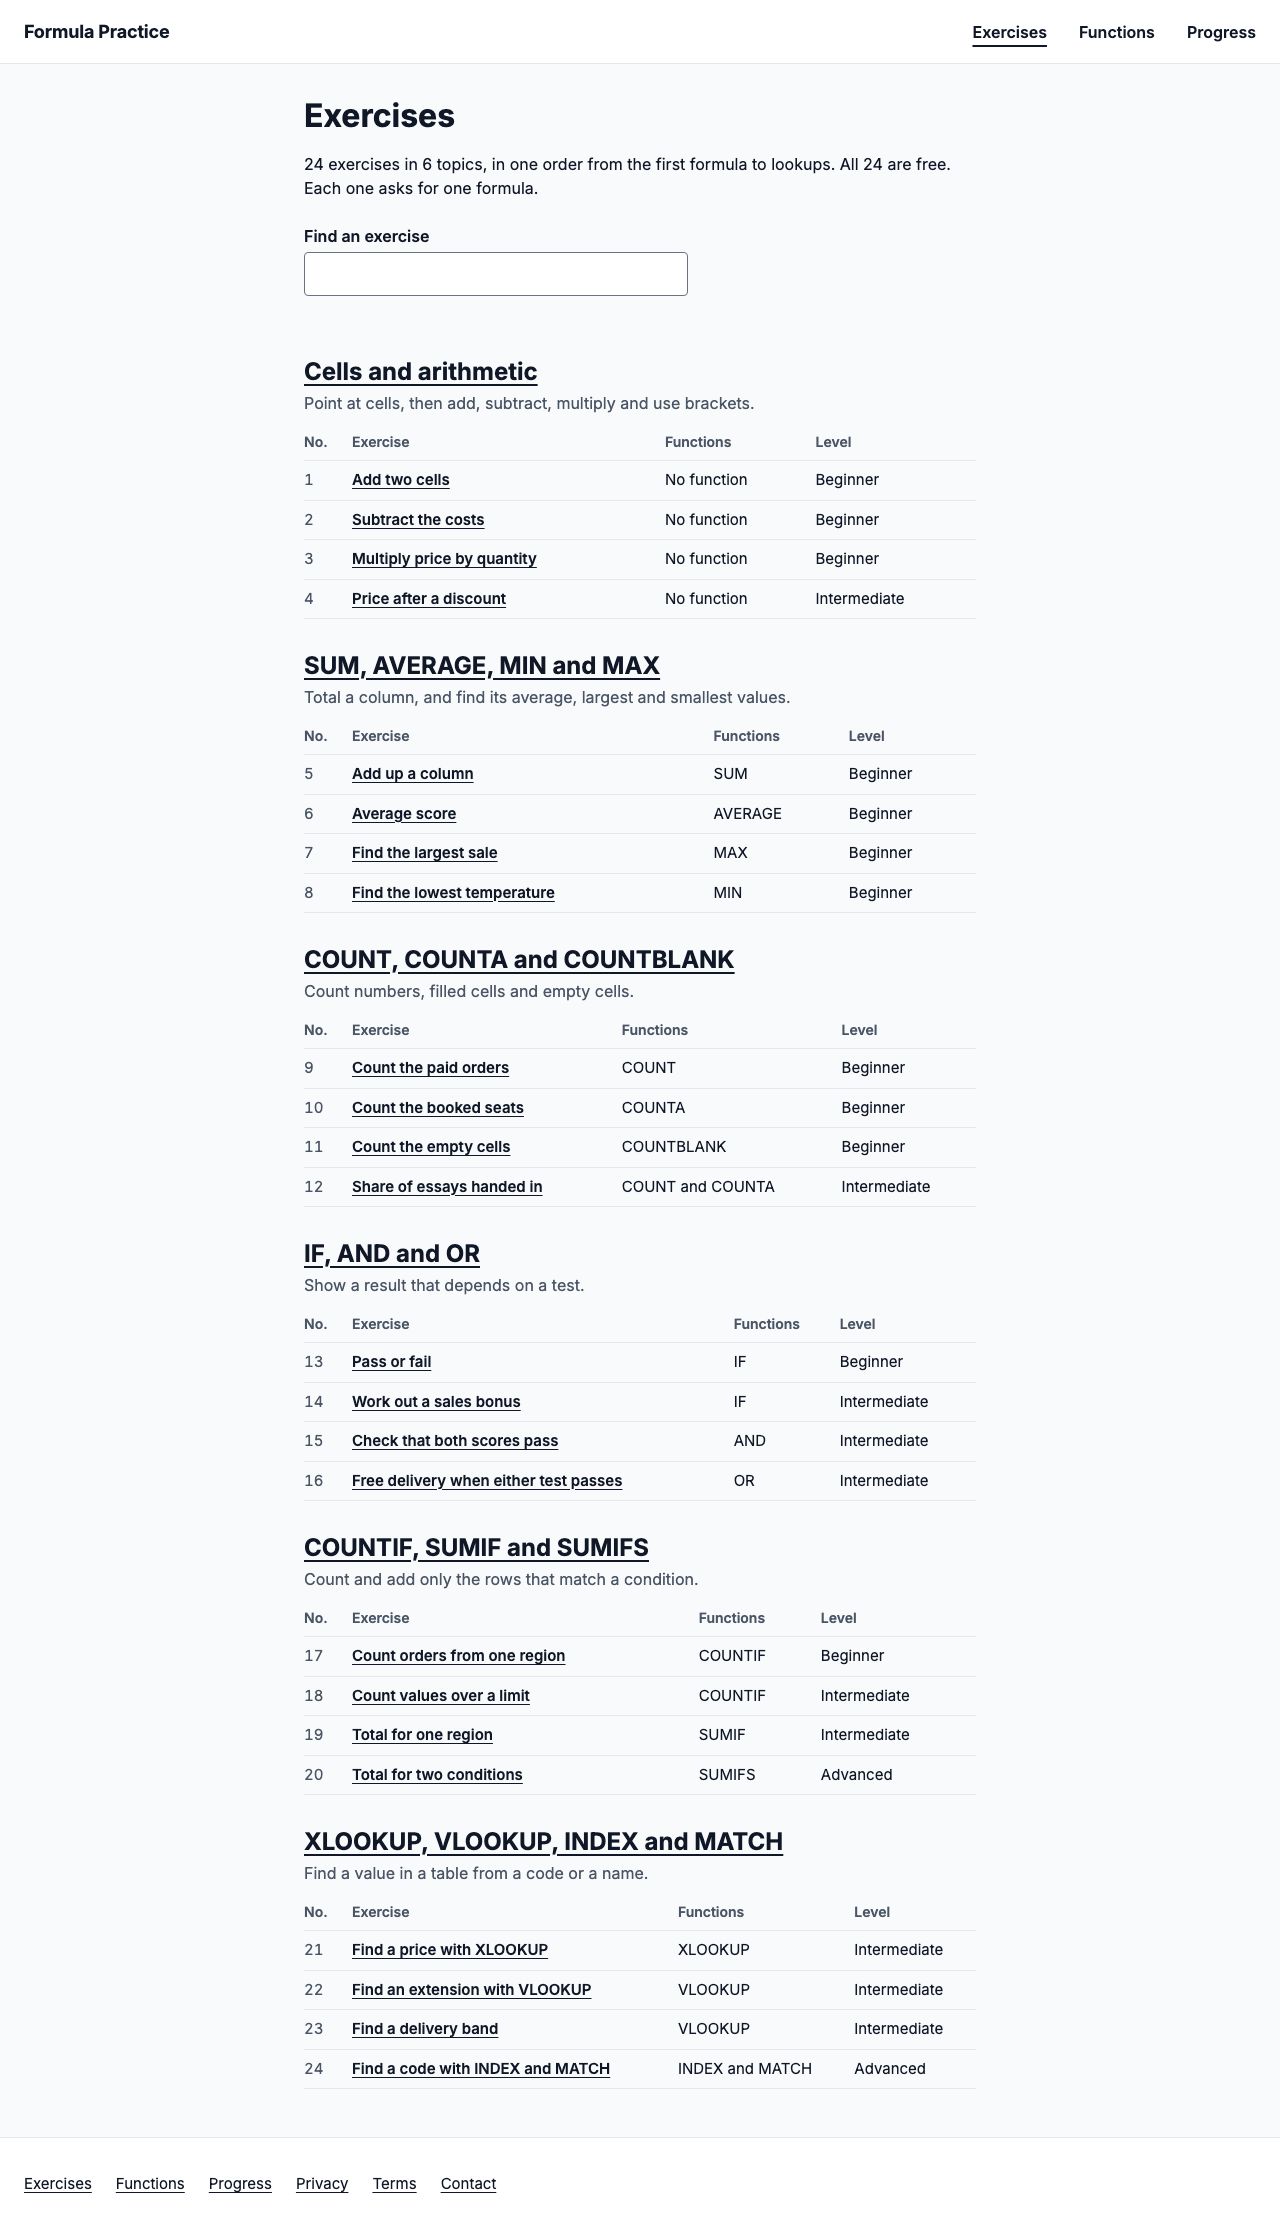 Formula Practice
Exercises Functions Progress
Exercises
24 exercises in 6 topics, in one order from the first formula to lookups. All 24 are free.
Each one asks for one formula.
Find an exercise
Cells and arithmetic
Point at cells, then add, subtract, multiply and use brackets.
No. Exercise Functions Level
1 Add two cells No function Beginner
2 Subtract the costs No function Beginner
3 Multiply price by quantity No function Beginner
4 Price after a discount No function Intermediate
SUM, AVERAGE, MIN and MAX
Total a column, and find its average, largest and smallest values.
No. Exercise Functions Level
5 Add up a column SUM Beginner
6 Average score AVERAGE Beginner
7 Find the largest sale MAX Beginner
8 Find the lowest temperature MIN Beginner
COUNT, COUNTA and COUNTBLANK
Count numbers, filled cells and empty cells.
No. Exercise Functions Level
9 Count the paid orders COUNT Beginner
10 Count the booked seats COUNTA Beginner
11 Count the empty cells COUNTBLANK Beginner
12 Share of essays handed in COUNT and COUNTA Intermediate
IF, AND and OR
Show a result that depends on a test.
No. Exercise Functions Level
13 Pass or fail IF Beginner
14 Work out a sales bonus IF Intermediate
15 Check that both scores pass AND Intermediate
16 Free delivery when either test passes OR Intermediate
COUNTIF, SUMIF and SUMIFS
Count and add only the rows that match a condition.
No. Exercise Functions Level
17 Count orders from one region COUNTIF Beginner
18 Count values over a limit COUNTIF Intermediate
19 Total for one region SUMIF Intermediate
20 Total for two conditions SUMIFS Advanced
XLOOKUP, VLOOKUP, INDEX and MATCH
Find a value in a table from a code or a name.
No. Exercise Functions Level
21 Find a price with XLOOKUP XLOOKUP Intermediate
22 Find an extension with VLOOKUP VLOOKUP Intermediate
23 Find a delivery band VLOOKUP Intermediate
24 Find a code with INDEX and MATCH INDEX and MATCH Advanced
Exercises Functions Progress Privacy Terms Contact